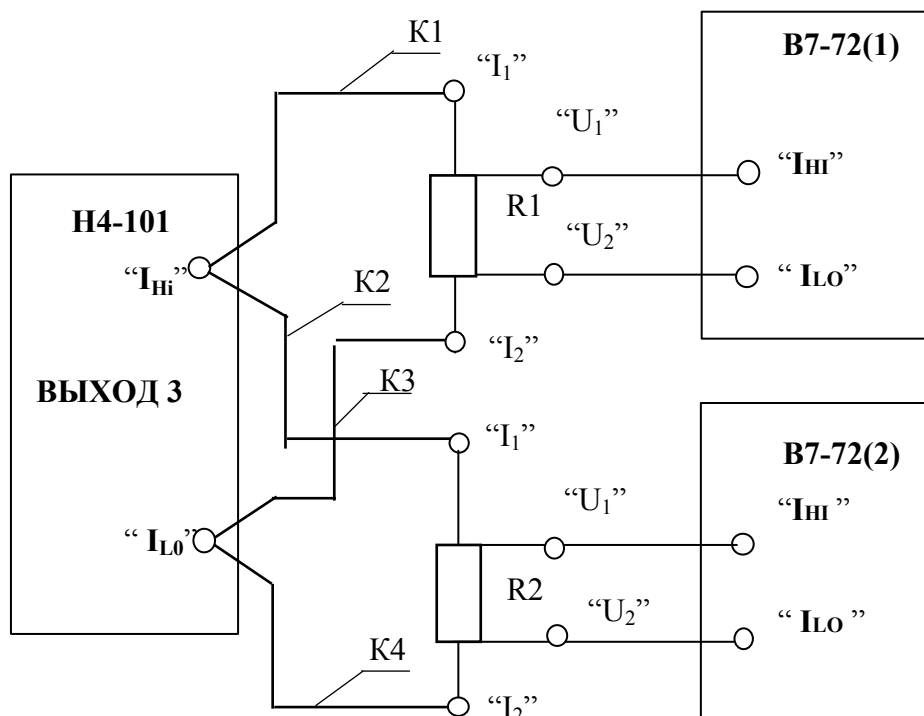 К1
“I₁”
В7-72(1)
“U₁”
“IHI”
Н4-101
R1
“U₂”
“IHi”
К2
“ ILO”
“I₂”
К3
ВЫХОД 3
“I₁”
В7-72(2)
“U₁”
“IHI ”
“ IL0”
R2
“U₂”
“ ILO ”
К4
“I₂”